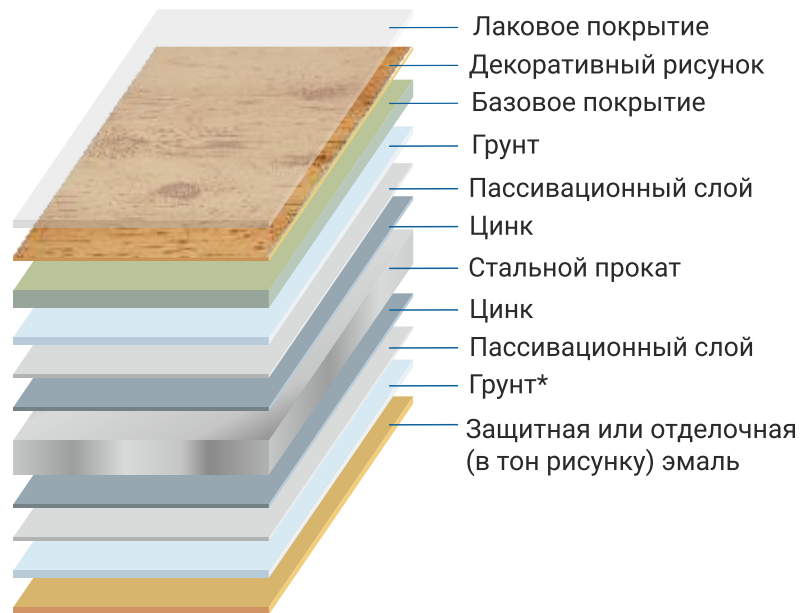 Лаковое покрытие
Декоративный рисунок
Базовое покрытие
Грунт
Пассивационный слой
Цинк
Стальной прокат
Цинк
Пассивационный слой
Грунт*
Защитная или отделочная
(в тон рисунку) эмаль